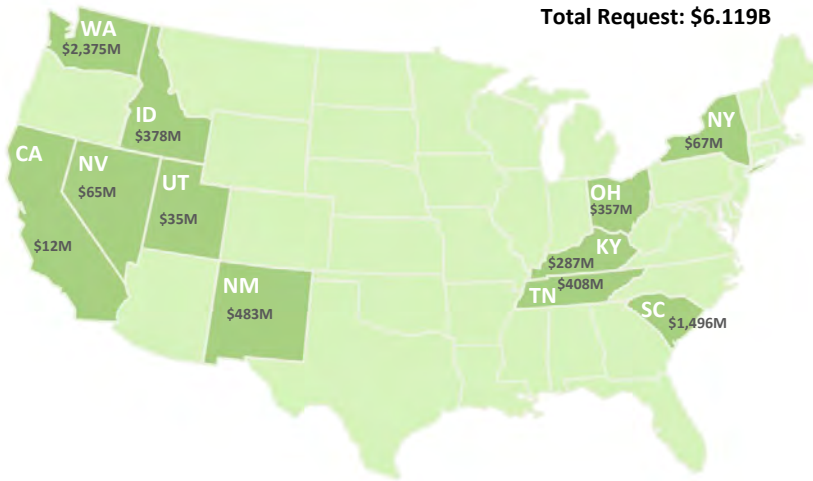 Total Request: $6.119B
WA
$2,375M
ID
$378M
CA
$12M
NV
$65M
UT
$35M
NM
$483M
NY
$67M
OH
$357M
KY
$287M
TN
$408M
SC
$1,496M